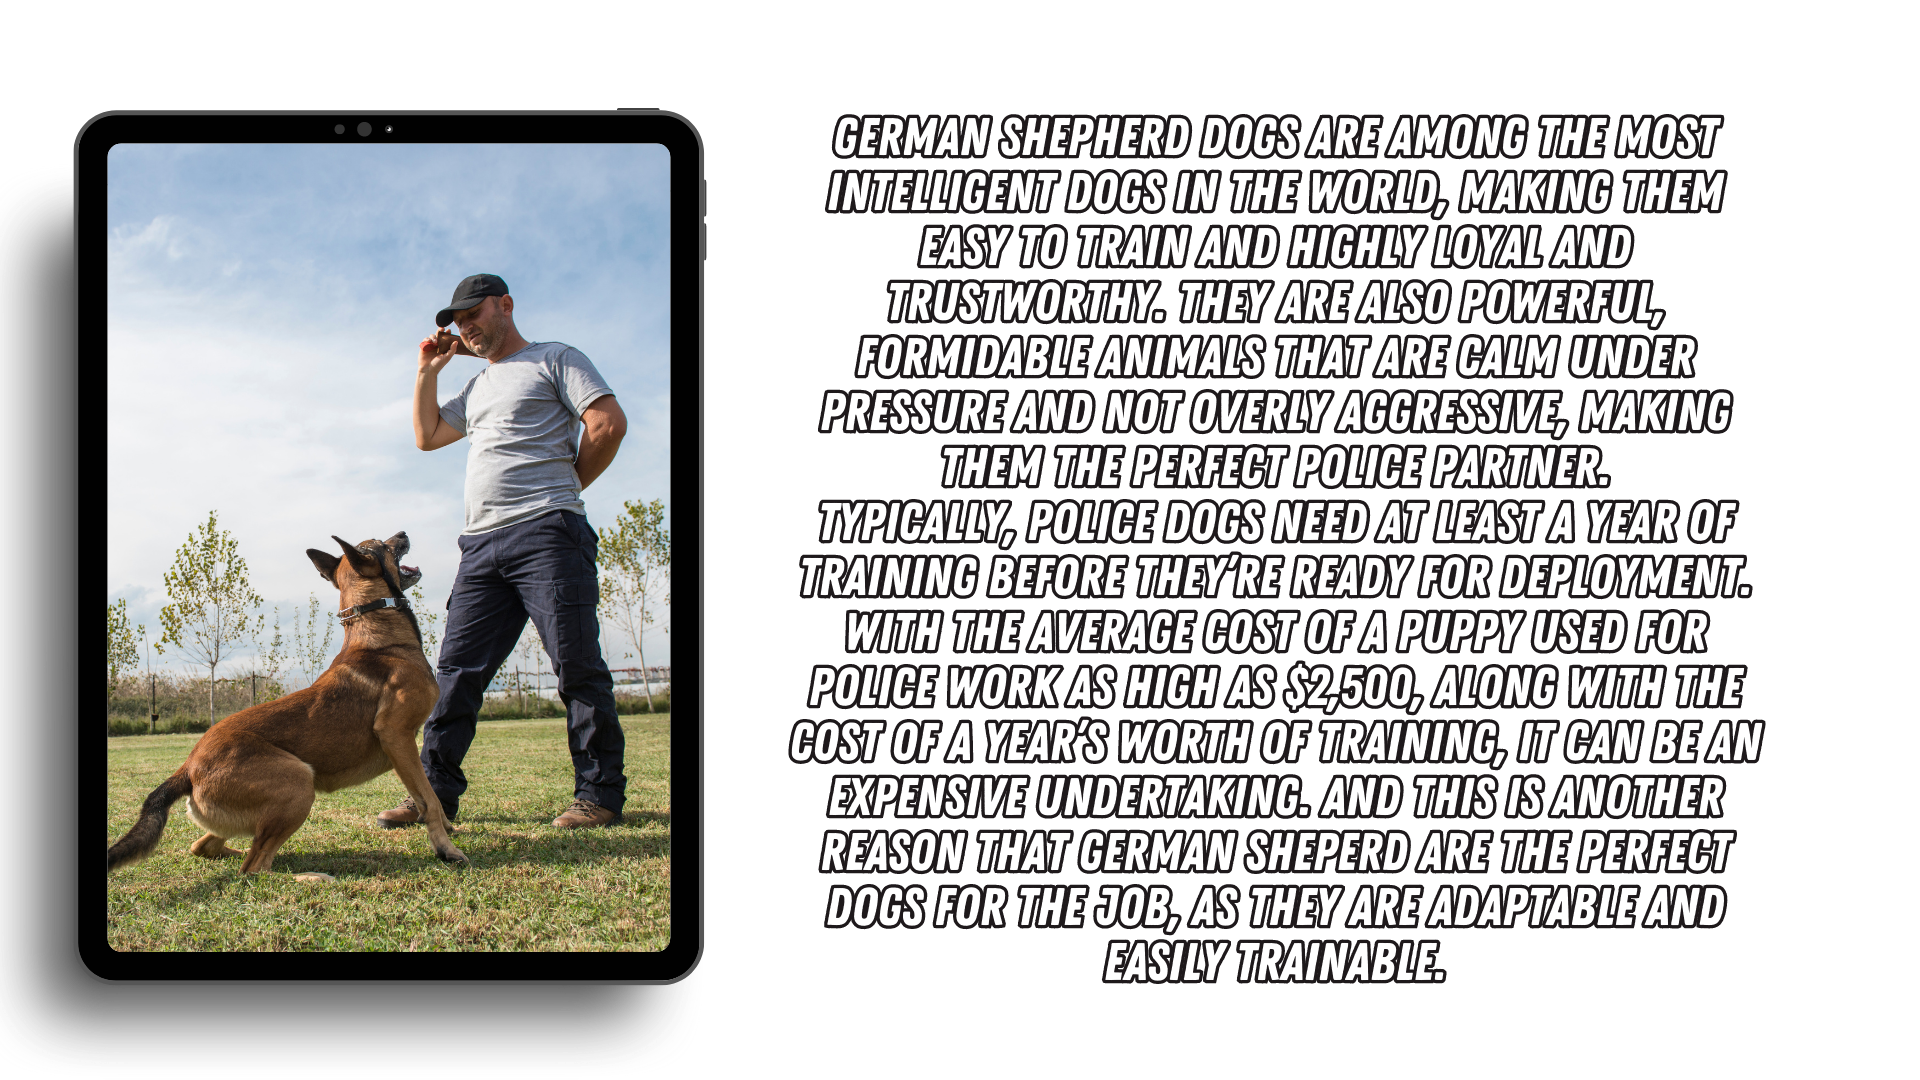 GERMAN SHEPHERD DOGS ARE AMONG THE MOST
INTELLIGENT DOGS IN THE WORLD, MAKING THEM
EASY TO TRAIN AND HIGHLY LOYAL AND
TRUSTWORTHY. THEY ARE ALSO POWERFUL,
FORMIDABLE ANIMALS THAT ARE CALM UNDER
PRESSURE AND NOT OVERLY AGGRESSIVE, MAKING
THEM THE PERFECT POLICE PARTNER.
TYPICALLY, POLICE DOGS NEED AT LEAST A YEAR OF
TRAINING BEFORE THEY'RE READY FOR DEPLOYMENT.
WITH THE AVERAGE COST OF A PUPPY USED FOR
POLICE WORK AS HIGH AS $2,500, ALONG WITH THE
COST OF A YEAR'S WORTH OF TRAINING, IT CAN BE AN
EXPENSIVE UNDERTAKING. AND THIS IS ANOTHER
REASON THAT GERMAN SHEPERD ARE THE PERFECT
DOGS FOR THE JOB, AS THEY ARE ADAPTABLE AND
EASILY TRAINABLE.